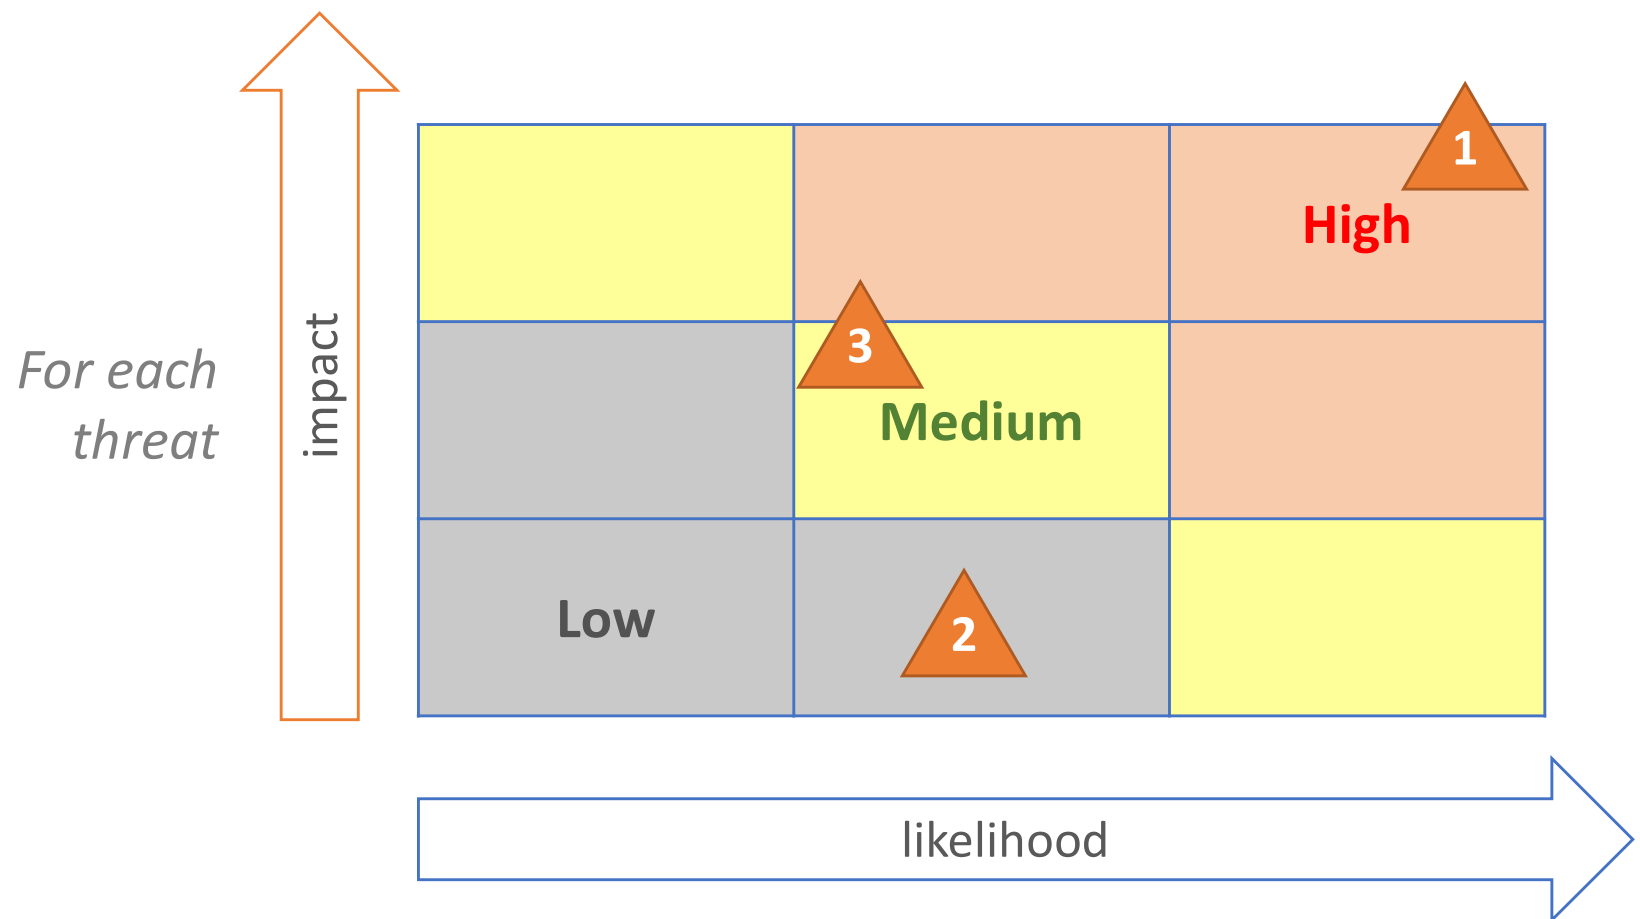 For each
threat
impact
1
High
3
Medium
Low
2
likelihood